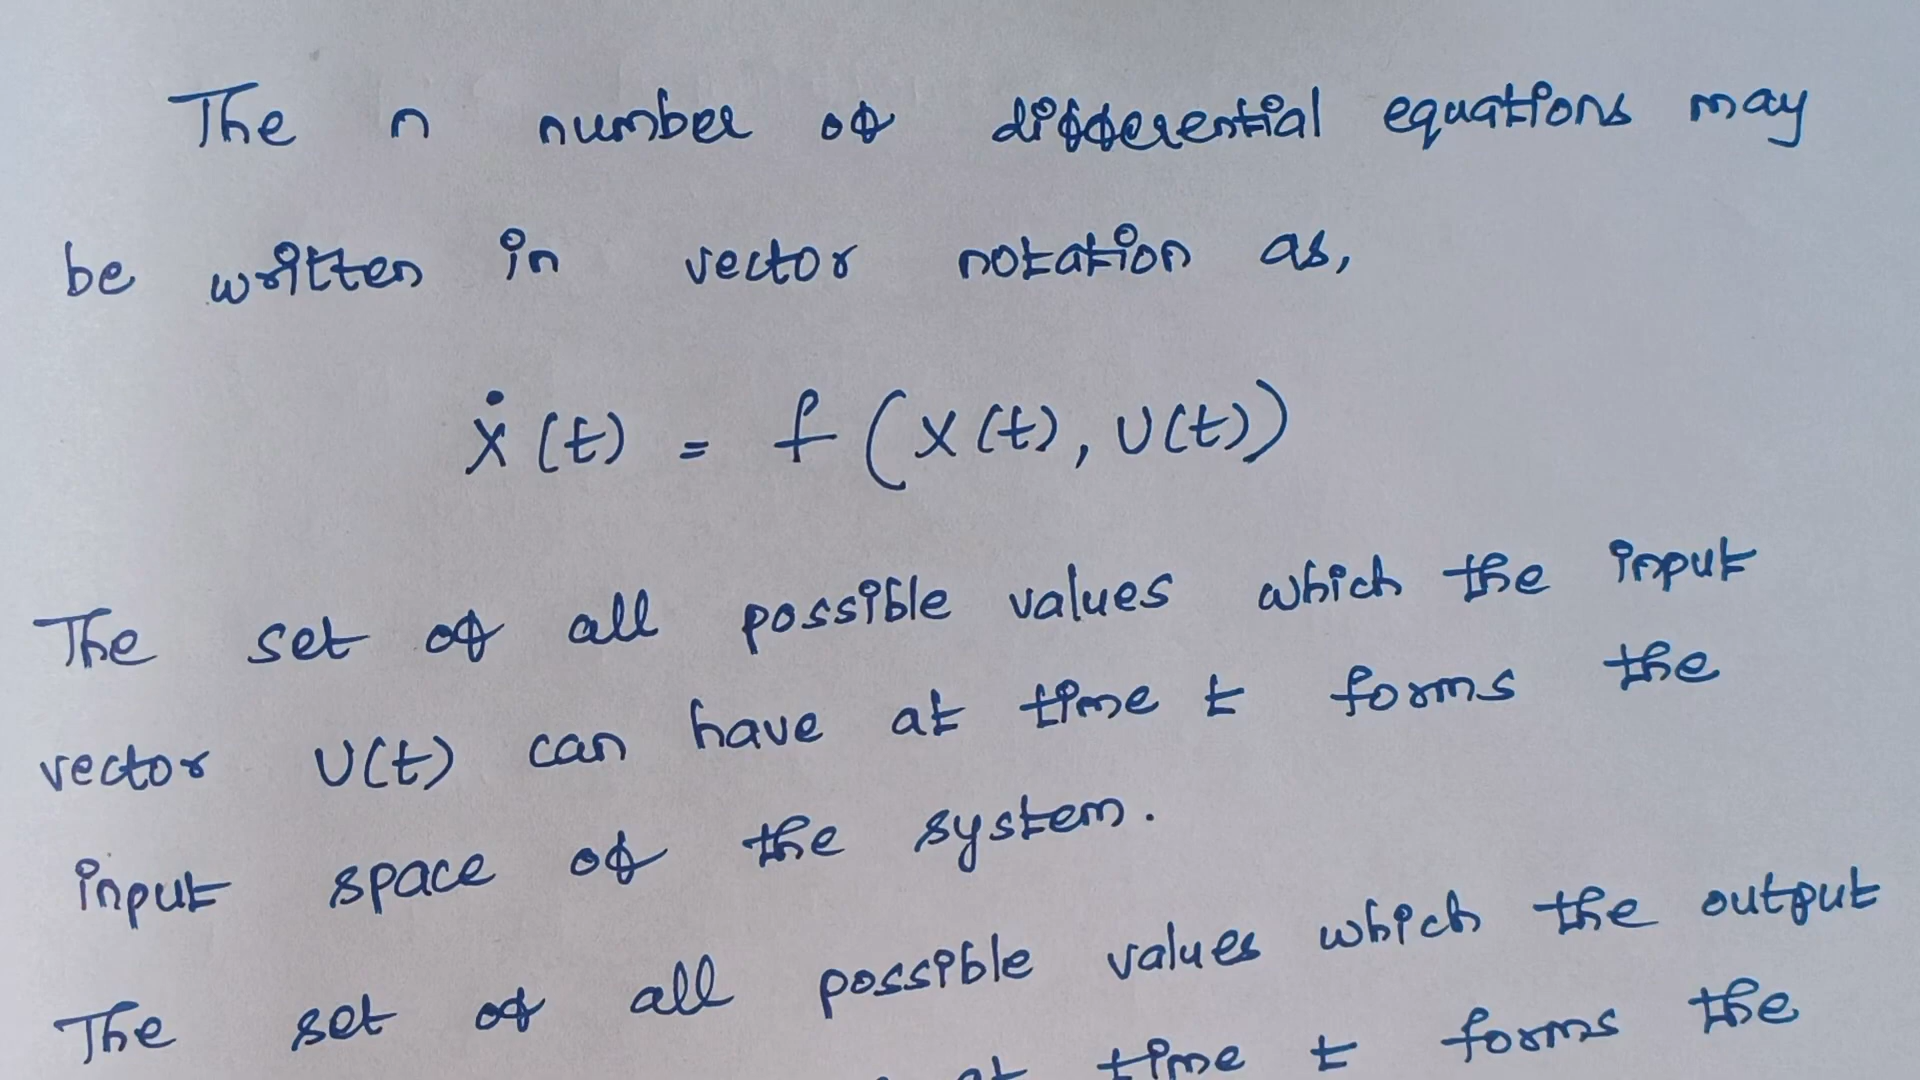 The n number of differential equations may
be written in vector notation as,
Ẋ(t) = f(X(t), U(t))
The set of all possible values which the input
vector U(t) can have at time t forms the
input space of the system.
The set of all possible values which the output
at time t forms the